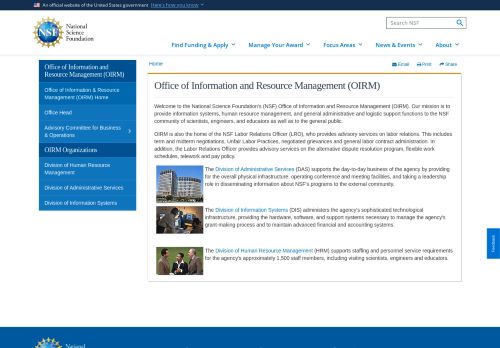 An official website of the United States government Here's how you know
NSF
National
Science
Foundation
Search NSF
Find Funding & Apply
Manage Your Award
Focus Areas
News & Events
About
Office of Information and
Resource Management (OIRM)
Office of Information & Resource
Management (OIRM) Home
Office Head
Advisory Committee for Business
& Operations
OIRM Organizations
Division of Human Resource
Management
Division of Administrative Services
Division of Information Systems
Home
Email
Print
Share
Office of Information and Resource Management (OIRM)
Welcome to the National Science Foundation's (NSF) Office of Information and Resource Management (OIRM). Our mission is to
provide information systems, human resource management, and general administrative and logistic support functions to the NSF
community of scientists, engineers, and educators as well as to the general public.
OIRM is also the home of the NSF Labor Relations Officer (LRO), who provides advisory services on labor relations. This includes
term and midterm negotiations, Unfair Labor Practices, negotiated grievances and general labor contract administration. In
addition, the Labor Relations Officer provides advisory services on the alternative dispute resolution program, flexible work
schedules, telework and pay policy.
The Division of Administrative Services (DAS) supports the day-to-day business of the agency by providing
for the overall physical infrastructure, operating conference and meeting facilities, and taking a leadership
role in disseminating information about NSF's programs to the external community.
The Division of Information Systems (DIS) administers the agency's sophisticated technological
infrastructure, providing the hardware, software, and support systems necessary to manage the agency's
grant-making process and to maintain advanced financial and accounting systems.
The Division of Human Resource Management (HRM) supports staffing and personnel service requirements
for the agency's approximately 1,500 staff members, including visiting scientists, engineers and educators.
Feedback
National